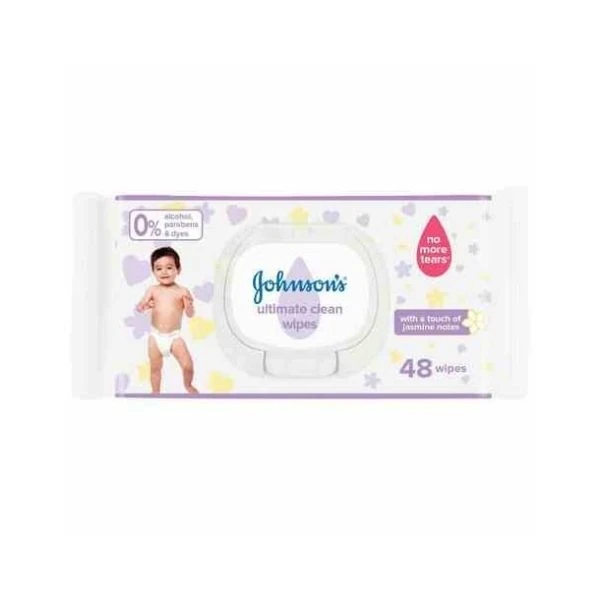 0%
alcohol,
parabens
& dyes
Johnson's
ultimate clean
wipes
no
more
tears
with a touch of
jasmine notes
48 wipes